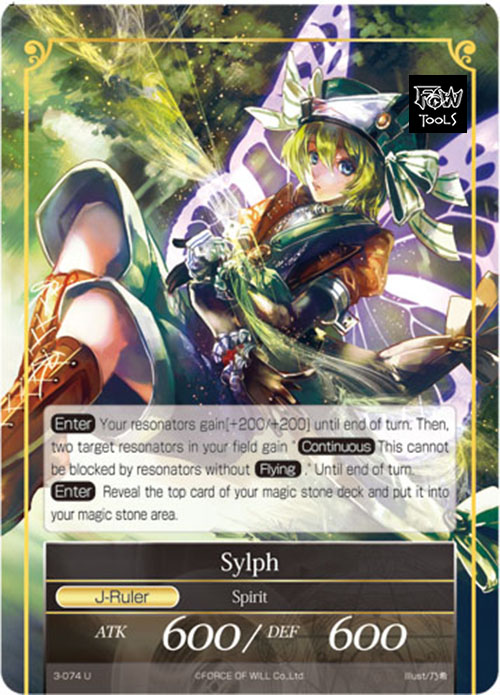 FOW
TOOLS
Enter Your resonators gain[+200/+200] until end of turn. Then,
two target resonators in your field gain " Continuous This cannot
be blocked by resonators without Flying ." Until end of turn.
Enter Reveal the top card of your magic stone deck and put it into
your magic stone area.
Sylph
J-Ruler Spirit
ATK 600 / DEF 600
3-074 U ©FORCE OF WILL Co.,Ltd. Illust/乃希